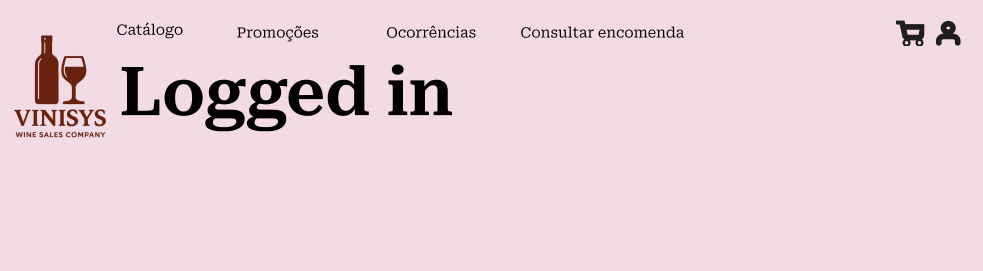 Catálogo
Promoções
Ocorrências
Consultar encomenda
Logged in
VINISYS
WINE SALES COMPANY